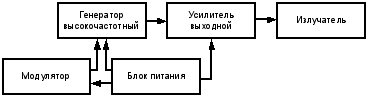 Генератор
высокочастотный
Усилитель
выходной
Излучатель
Модулятор
Блок питания